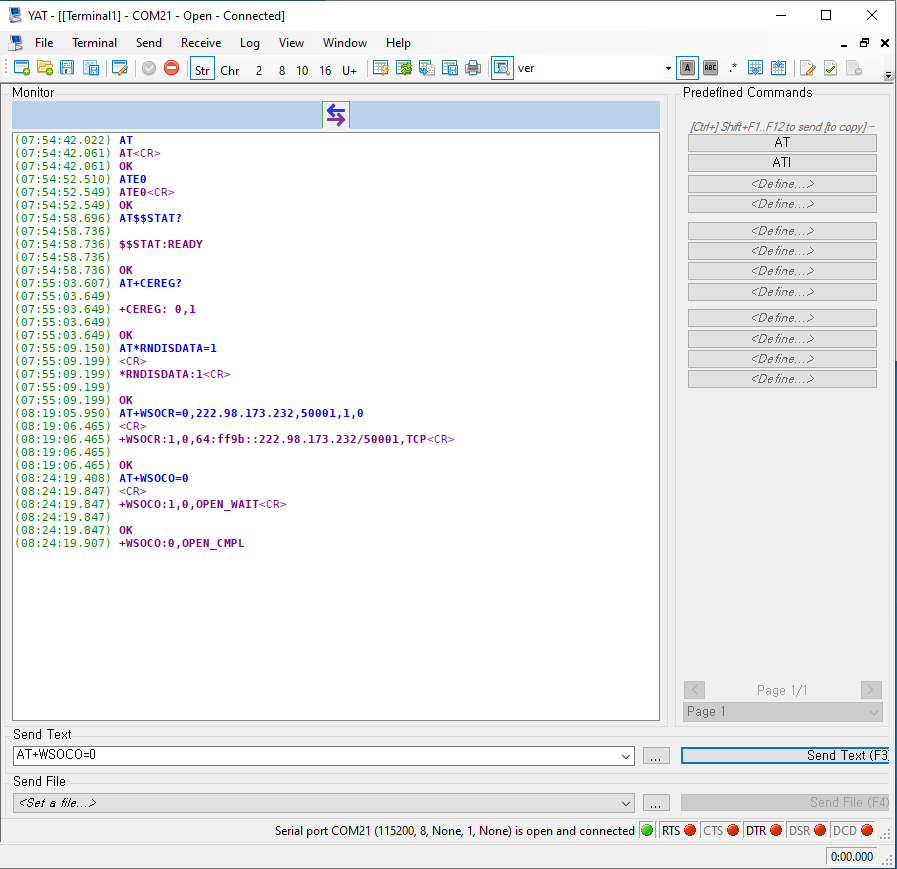 YAT - [[Terminal1] - COM21 - Open - Connected]
File Terminal Send Receive Log View Window Help
Str Chr 2 8 10 16 U+ ver A ABC .*
Monitor
(07:54:42.022) AT
(07:54:42.061) AT<CR>
(07:54:42.061) OK
(07:54:52.510) ATE0
(07:54:52.549) ATE0<CR>
(07:54:52.549) OK
(07:54:58.696) AT$$STAT?
(07:54:58.736)
(07:54:58.736) $$STAT:READY
(07:54:58.736)
(07:54:58.736) OK
(07:55:03.607) AT+CEREG?
(07:55:03.649)
(07:55:03.649) +CEREG: 0,1
(07:55:03.649)
(07:55:03.649) OK
(07:55:09.150) AT*RNDISDATA=1
(07:55:09.199) <CR>
(07:55:09.199) *RNDISDATA:1<CR>
(07:55:09.199)
(07:55:09.199) OK
(08:19:05.950) AT+WSOCR=0,222.98.173.232,50001,1,0
(08:19:06.465) <CR>
(08:19:06.465) +WSOCR:1,0,64:ff9b::222.98.173.232/50001,TCP<CR>
(08:19:06.465)
(08:19:06.465) OK
(08:24:19.408) AT+WSOCO=0
(08:24:19.847) <CR>
(08:24:19.847) +WSOCO:1,0,OPEN_WAIT<CR>
(08:24:19.847)
(08:24:19.847) OK
(08:24:19.907) +WSOCO:0,OPEN_CMPL
Predefined Commands
[Ctrl+] Shift+F1..F12 to send [to copy]
AT
ATI
<Define...>
<Define...>
<Define...>
<Define...>
<Define...>
<Define...>
<Define...>
<Define...>
<Define...>
<Define...>
< Page 1/1 >
Page 1
Send Text
AT+WSOCO=0 ... Send Text (F3)
Send File
<Set a file...> ... Send File (F4)
Serial port COM21 (115200, 8, None, 1, None) is open and connected RTS CTS DTR DSR DCD
0:00.000